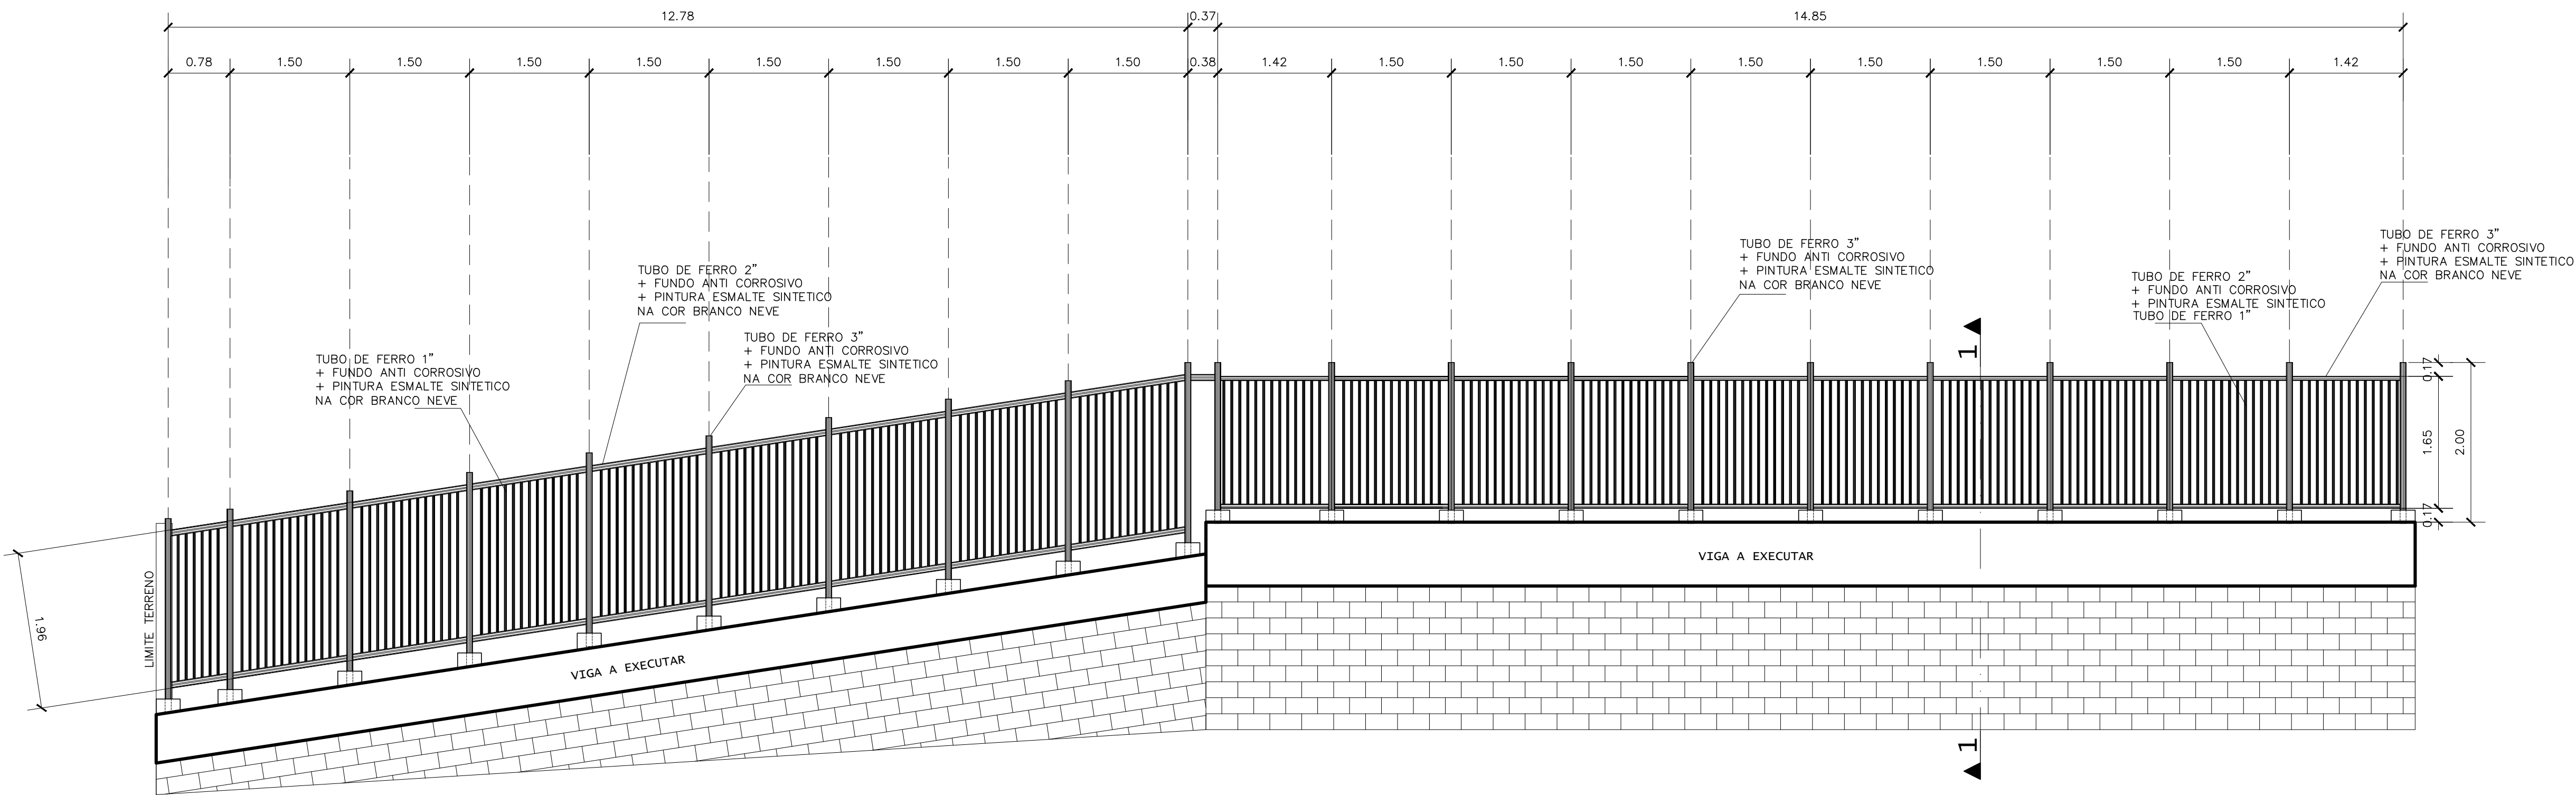 12.78
0.37
14.85
0.78
1.50
1.50
1.50
1.50
1.50
1.50
1.50
1.50
0.38
1.42
1.50
1.50
1.50
1.50
1.50
1.50
1.50
1.50
1.42
TUBO DE FERRO 1"
+ FUNDO ANTI CORROSIVO
+ PINTURA ESMALTE SINTETICO
NA COR BRANCO NEVE
TUBO DE FERRO 2"
+ FUNDO ANTI CORROSIVO
+ PINTURA ESMALTE SINTETICO
NA COR BRANCO NEVE
TUBO DE FERRO 3"
+ FUNDO ANTI CORROSIVO
+ PINTURA ESMALTE SINTETICO
NA COR BRANCO NEVE
TUBO DE FERRO 3"
+ FUNDO ANTI CORROSIVO
+ PINTURA ESMALTE SINTETICO
NA COR BRANCO NEVE
TUBO DE FERRO 2"
+ FUNDO ANTI CORROSIVO
+ PINTURA ESMALTE SINTETICO
TUBO DE FERRO 1"
TUBO DE FERRO 3"
+ FUNDO ANTI CORROSIVO
+ PINTURA ESMALTE SINTETICO
NA COR BRANCO NEVE
1
0.17
1.65
2.00
0.17
1.96
LIMITE TERRENO
VIGA A EXECUTAR
VIGA A EXECUTAR
1